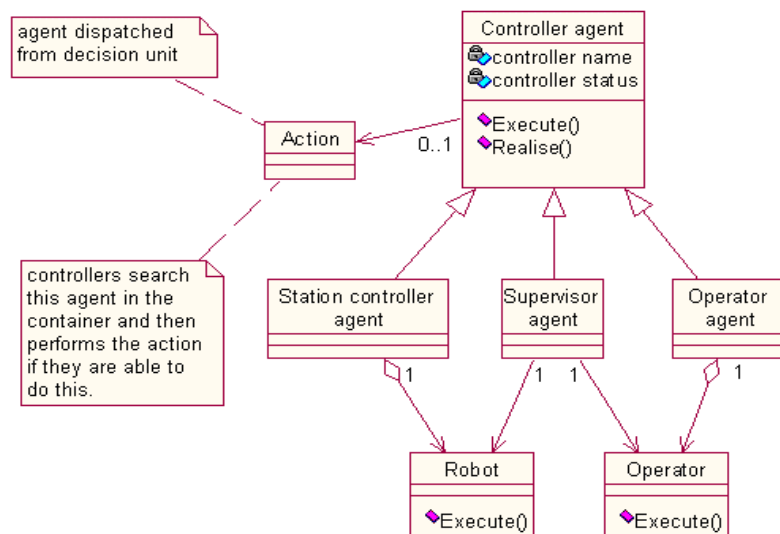 agent dispatched
from decision unit
Controller agent
controller name
controller status
Execute()
Realise()
Action
0..1
controllers search
this agent in the
container and then
performs the action
if they are able to
do this.
Station controller
agent
Supervisor
agent
Operator
agent
1
1
1
1
Robot
Execute()
Operator
Execute()